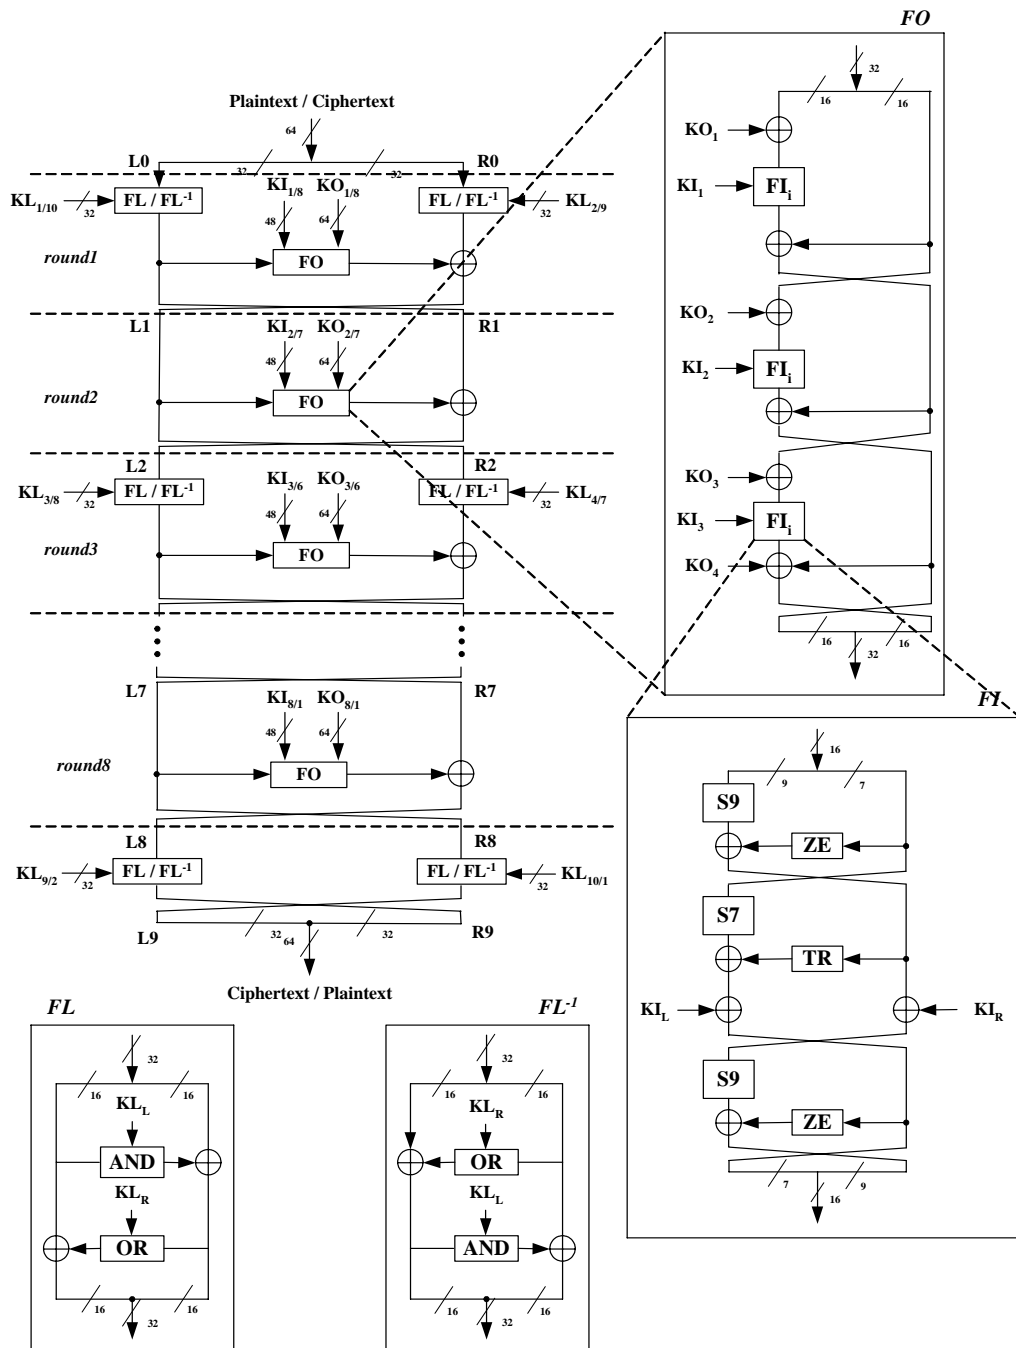 FO
32
16
16
KO1
KI1
FIi
KO2
KI2
FIi
KO3
KI3
FIi
KO4
16
32
16
Plaintext / Ciphertext
64
L0
32
32
R0
KL1/10
32
FL / FL-1
KI1/8
KO1/8
48
64
FL / FL-1
32
KL2/9
round1
FO
L1
KI2/7
KO2/7
R1
48
64
round2
FO
L2
R2
KL3/8
32
FL / FL-1
KI3/6
KO3/6
48
64
FL / FL-1
32
KL4/7
round3
FO
L7
KI8/1
KO8/1
R7
48
64
round8
FO
L8
R8
KL9/2
32
FL / FL-1
FL / FL-1
32
KL10/1
L9
32
64
32
R9
Ciphertext / Plaintext
FI
16
9
7
S9
ZE
S7
TR
KIL
KIR
S9
ZE
7
16
9
FL
32
16
16
KLL
AND
KLR
OR
16
32
16
FL-1
32
16
16
KLR
OR
KLL
AND
16
32
16